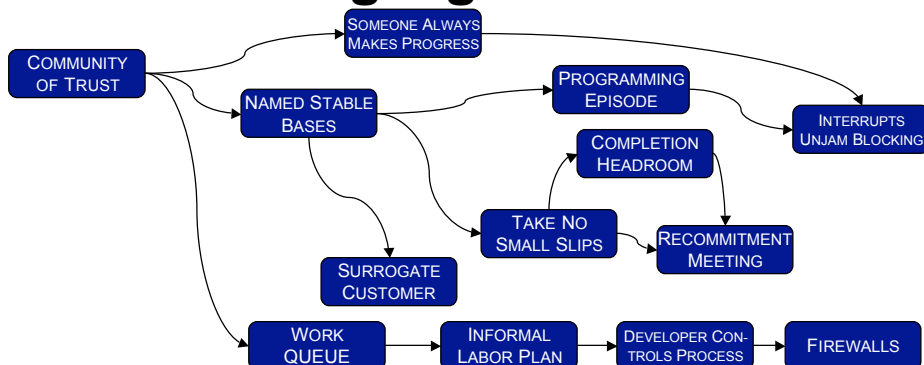 SOMEONE ALWAYS
MAKES PROGRESS
COMMUNITY
OF TRUST
NAMED STABLE
BASES
PROGRAMMING
EPISODE
INTERRUPTS
UNJAM BLOCKING
COMPLETION
HEADROOM
TAKE NO
SMALL SLIPS
RECOMMITMENT
MEETING
SURROGATE
CUSTOMER
WORK
QUEUE
INFORMAL
LABOR PLAN
DEVELOPER CON-
TROLS PROCESS
FIREWALLS